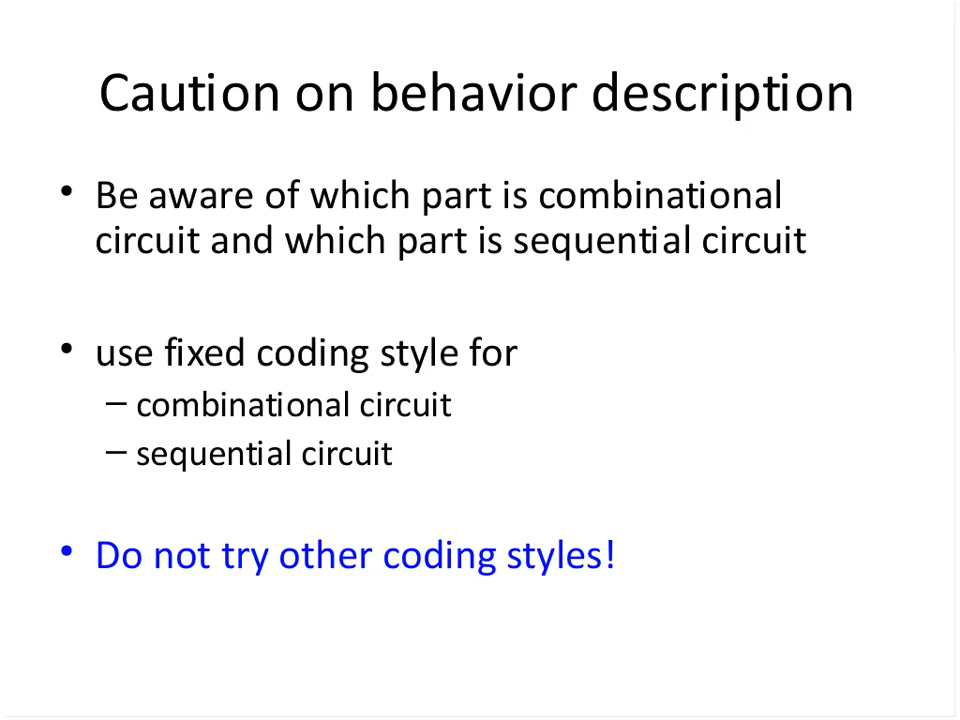 Caution on behavior description
• Be aware of which part is combinational
circuit and which part is sequential circuit
• use fixed coding style for
– combinational circuit
– sequential circuit
• Do not try other coding styles!